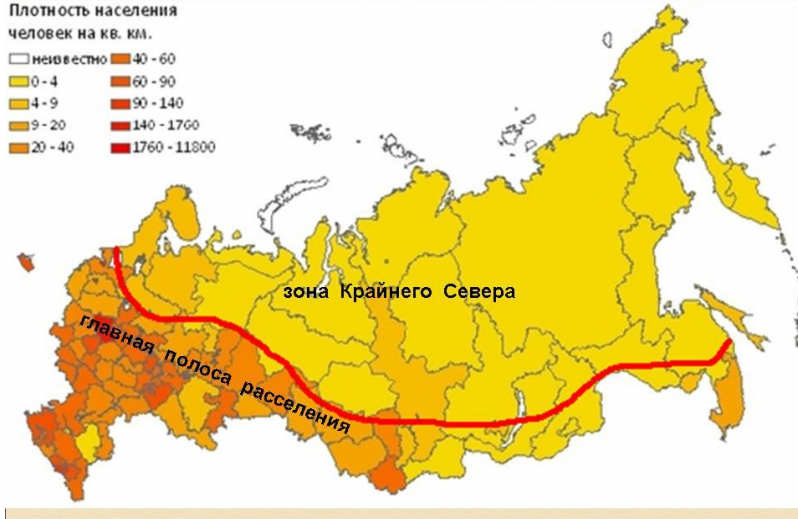 Плотность населения
человек на кв. км.
неизвестно
0 - 4
4 - 9
9 - 20
20 - 40
40 - 60
60 - 90
90 - 140
140 - 1760
1760 - 11800
зона Крайнего Севера
главная полоса расселения